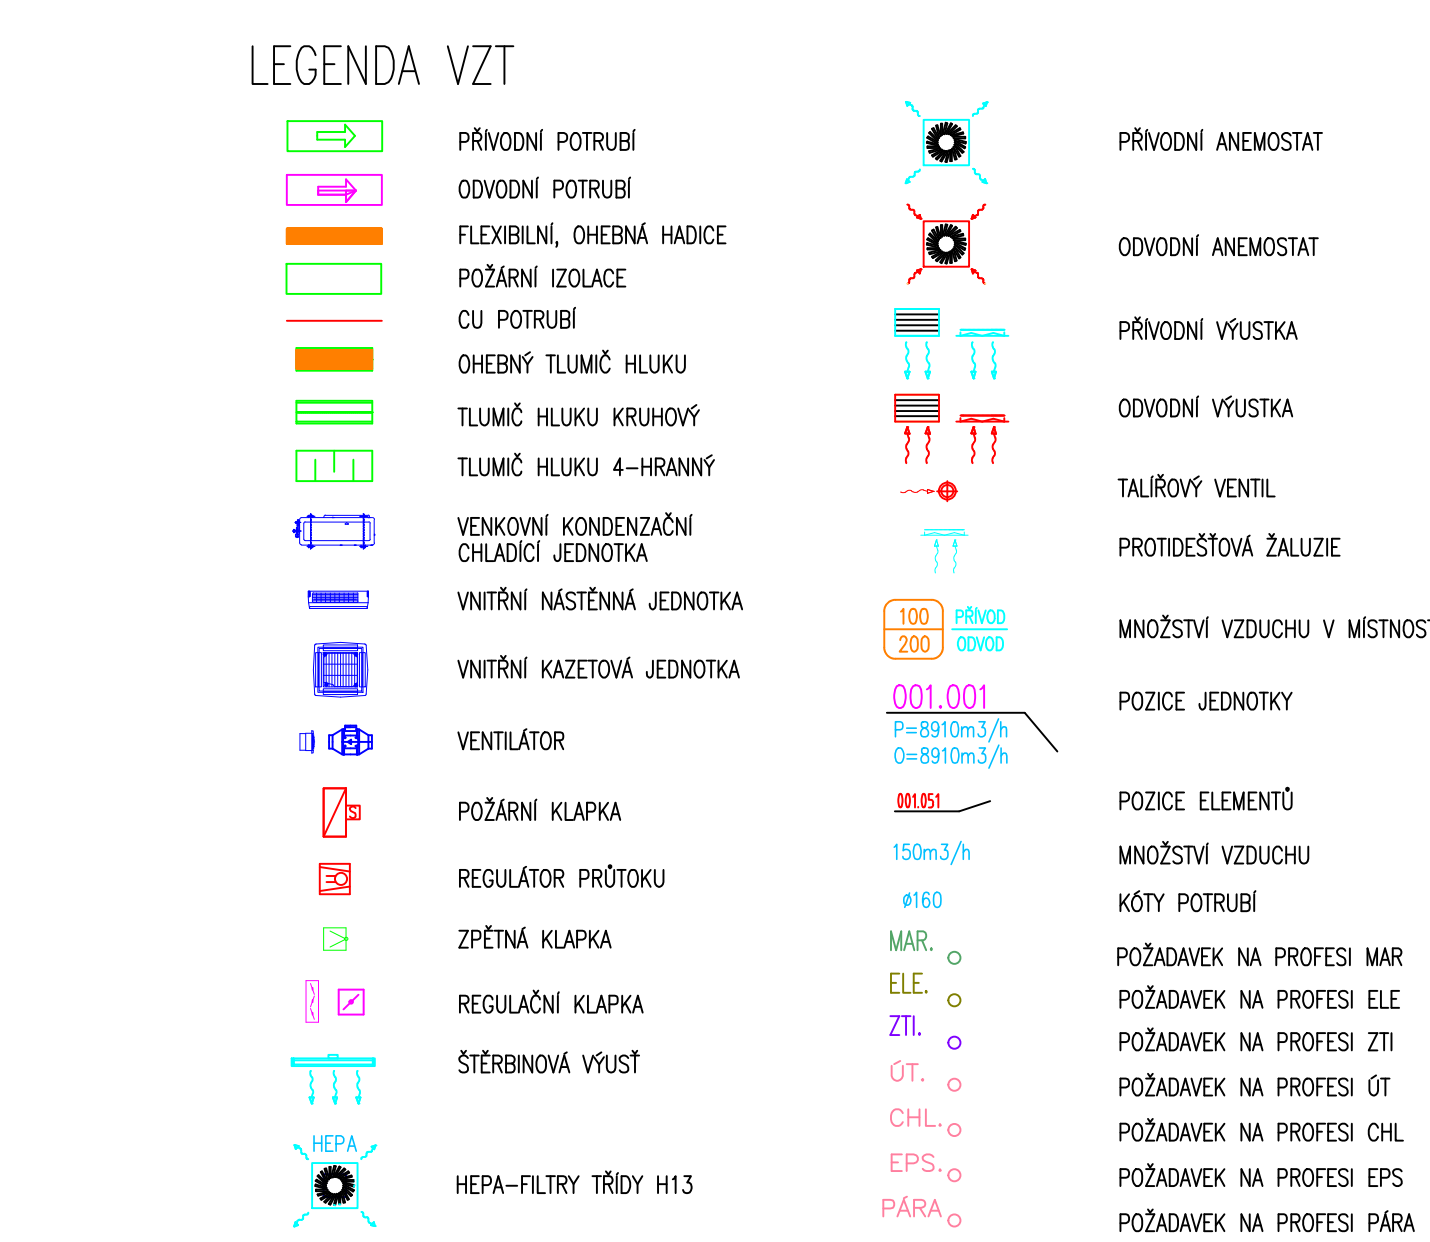 LEGENDA VZT
PŘÍVODNÍ POTRUBÍ
ODVODNÍ POTRUBÍ
FLEXIBILNÍ, OHEBNÁ HADICE
POŽÁRNÍ IZOLACE
CU POTRUBÍ
OHEBNÝ TLUMIČ HLUKU
TLUMIČ HLUKU KRUHOVÝ
TLUMIČ HLUKU 4-HRANNÝ
VENKOVNÍ KONDENZAČNÍ
CHLADÍCÍ JEDNOTKA
VNITŘNÍ NÁSTĚNNÁ JEDNOTKA
VNITŘNÍ KAZETOVÁ JEDNOTKA
VENTILÁTOR
S
POŽÁRNÍ KLAPKA
REGULÁTOR PRŮTOKU
ZPĚTNÁ KLAPKA
REGULAČNÍ KLAPKA
ŠTĚRBINOVÁ VÝUSŤ
HEPA
HEPA-FILTRY TŘÍDY H13
PŘÍVODNÍ ANEMOSTAT
ODVODNÍ ANEMOSTAT
PŘÍVODNÍ VÝUSTKA
ODVODNÍ VÝUSTKA
TALÍŘOVÝ VENTIL
PROTIDEŠŤOVÁ ŽALUZIE
100 PŘÍVOD
200 ODVOD
MNOŽSTVÍ VZDUCHU V MÍSTNOST
001.001
P=8910m3/h
O=8910m3/h
POZICE JEDNOTKY
001.051
POZICE ELEMENTŮ
150m3/h
MNOŽSTVÍ VZDUCHU
ø160
KÓTY POTRUBÍ
MAR.
POŽADAVEK NA PROFESI MAR
ELE.
POŽADAVEK NA PROFESI ELE
ZTI.
POŽADAVEK NA PROFESI ZTI
ÚT.
POŽADAVEK NA PROFESI ÚT
CHL.
POŽADAVEK NA PROFESI CHL
EPS.
POŽADAVEK NA PROFESI EPS
PÁRA
POŽADAVEK NA PROFESI PÁRA